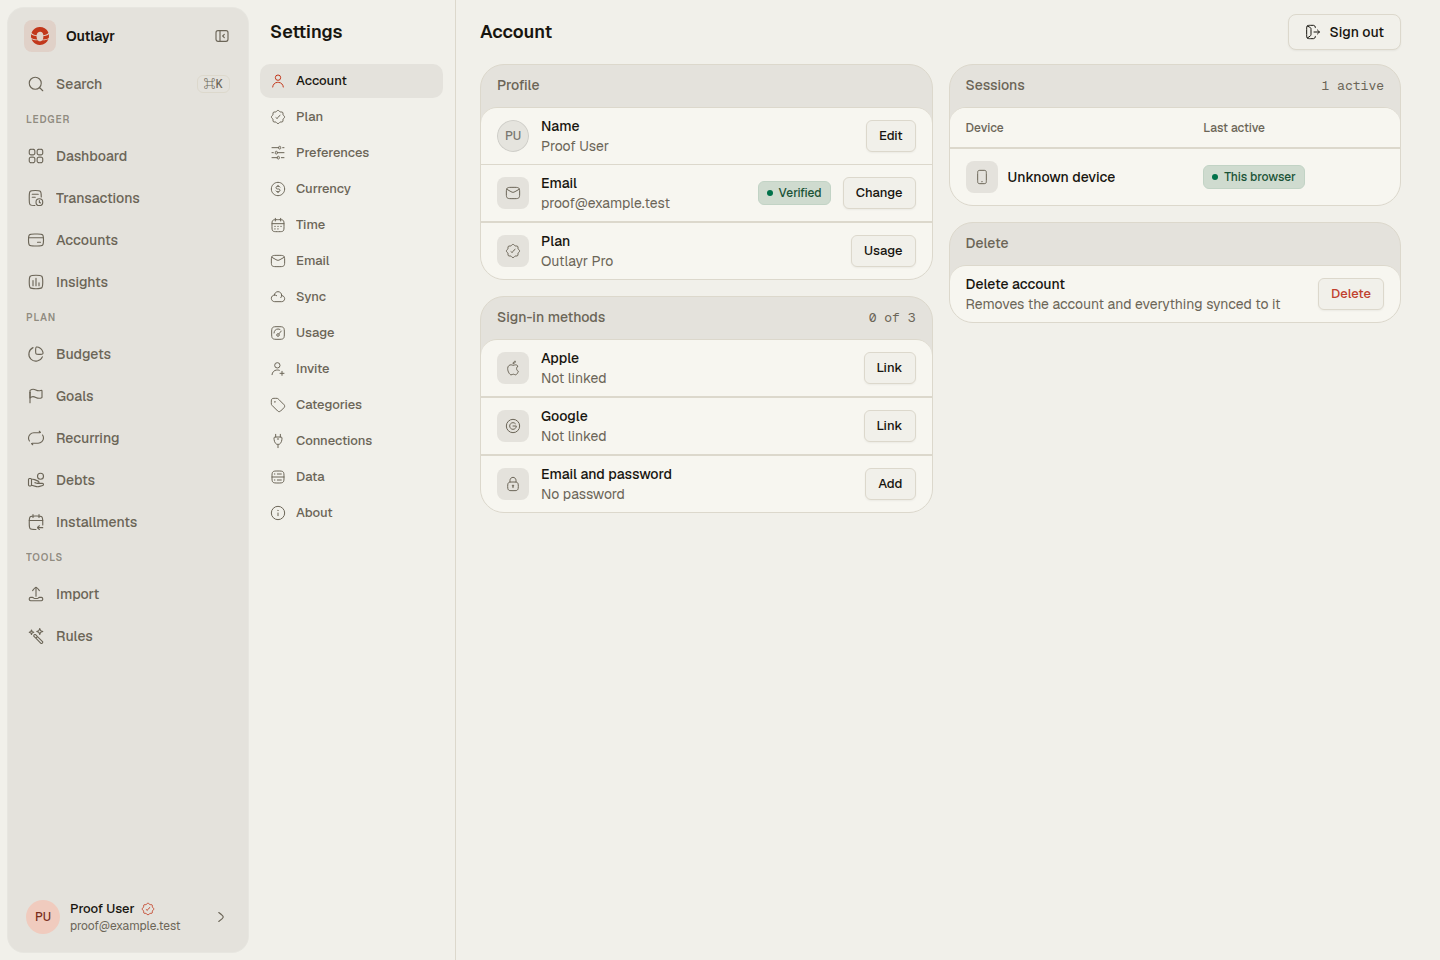 Outlayr
Search
⌘K
LEDGER
Dashboard
Transactions
Accounts
Insights
PLAN
Budgets
Goals
Recurring
Debts
Installments
TOOLS
Import
Rules
PU
Proof User
proof@example.test
Settings
Account
Plan
Preferences
Currency
Time
Email
Sync
Usage
Invite
Categories
Connections
Data
About
Account
Sign out
Profile
PU
Name
Proof User
Edit
Email
proof@example.test
Verified
Change
Plan
Outlayr Pro
Usage
Sign-in methods
0 of 3
Apple
Not linked
Link
Google
Not linked
Link
Email and password
No password
Add
Sessions
1 active
Device
Last active
Unknown device
This browser
Delete
Delete account
Removes the account and everything synced to it
Delete